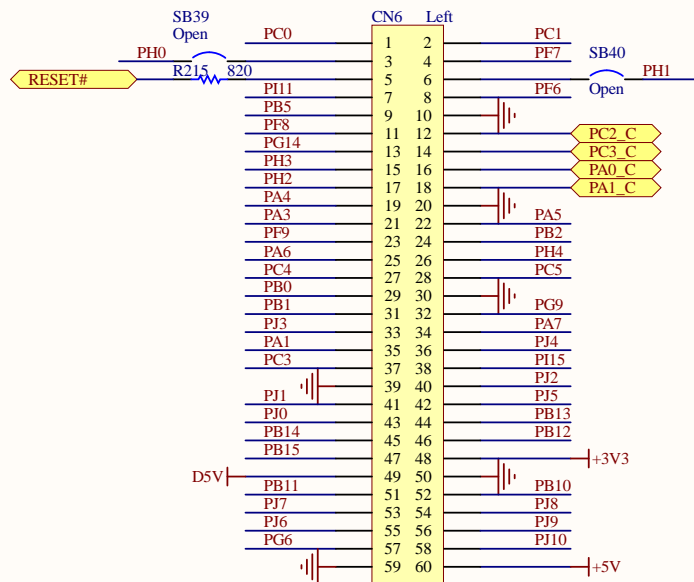 SB39 CN6 Left
Open PC0 1 2 PC1 SB40
PH0 3 4 PF7
RESET# R215 820 5 6 Open PH1
PI11 7 8 PF6
PB5 9 10
PF8 11 12 PC2_C
PG14 13 14 PC3_C
PH3 15 16 PA0_C
PH2 17 18 PA1_C
PA4 19 20
PA3 21 22 PA5
PF9 23 24 PB2
PA6 25 26 PH4
PC4 27 28 PC5
PB0 29 30
PB1 31 32 PG9
PJ3 33 34 PA7
PA1 35 36 PJ4
PC3 37 38 PI15
39 40 PJ2
PJ1 41 42 PJ5
PJ0 43 44 PB13
PB14 45 46 PB12
PB15 47 48 +3V3
D5V 49 50
PB11 51 52 PB10
PJ7 53 54 PJ8
PJ6 55 56 PJ9
PG6 57 58 PJ10
59 60 +5V